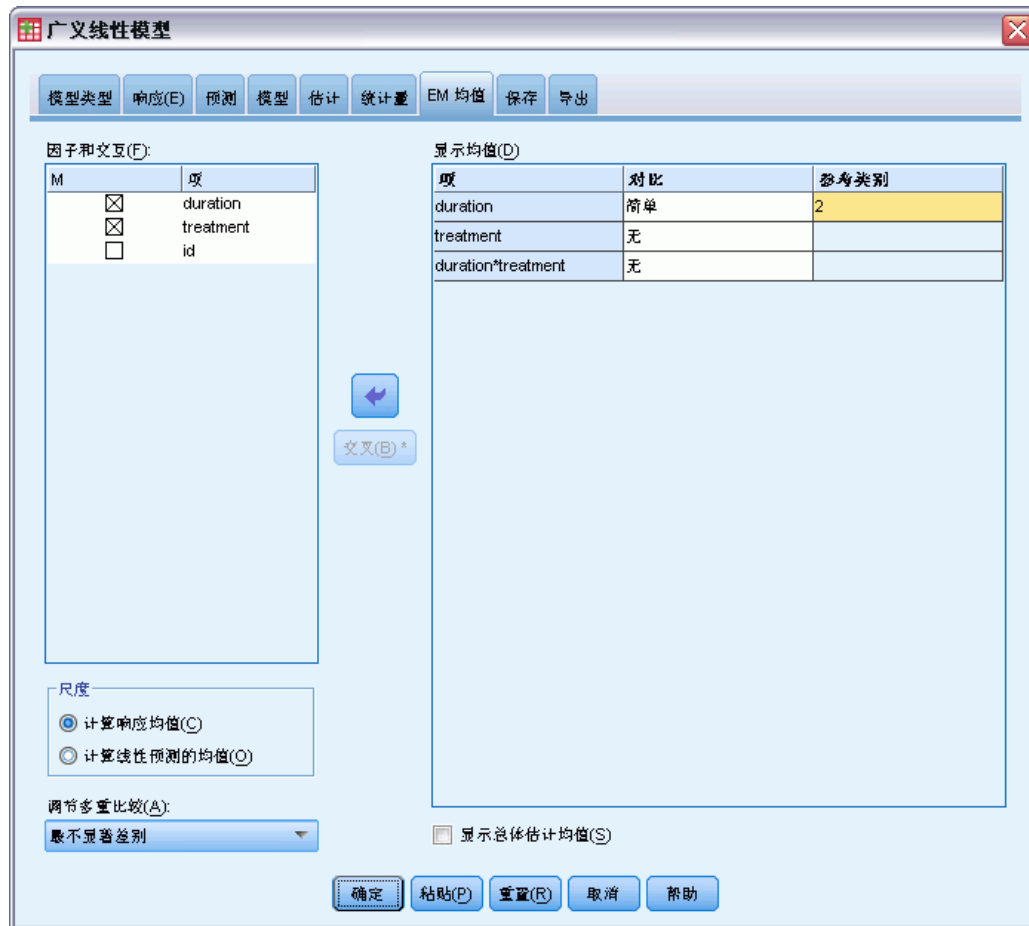 广义线性模型
模型类型 响应(E) 预测 模型 估计 统计量 EM 均值 保存 导出
因子和交互(F):
M 项
duration
treatment
id
显示均值(D)
项 对比 参考类别
duration 简单 2
treatment 无
duration*treatment 无
交叉(B) *
尺度
计算响应均值(C)
计算线性预测的均值(O)
调节多重比较(A):
最不显著差别
显示总体估计均值(S)
确定 粘贴(P) 重置(R) 取消 帮助